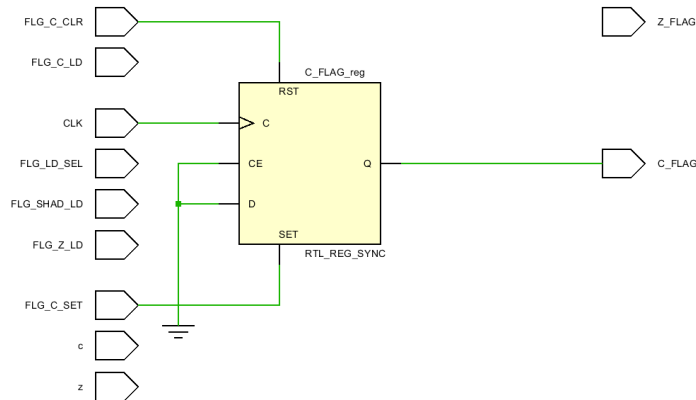 FLG_C_CLR
Z_FLAG
FLG_C_LD
C_FLAG_reg
RST
CLK
C
FLG_LD_SEL
CE
Q
C_FLAG
FLG_SHAD_LD
D
FLG_Z_LD
SET
RTL_REG_SYNC
FLG_C_SET
c
z